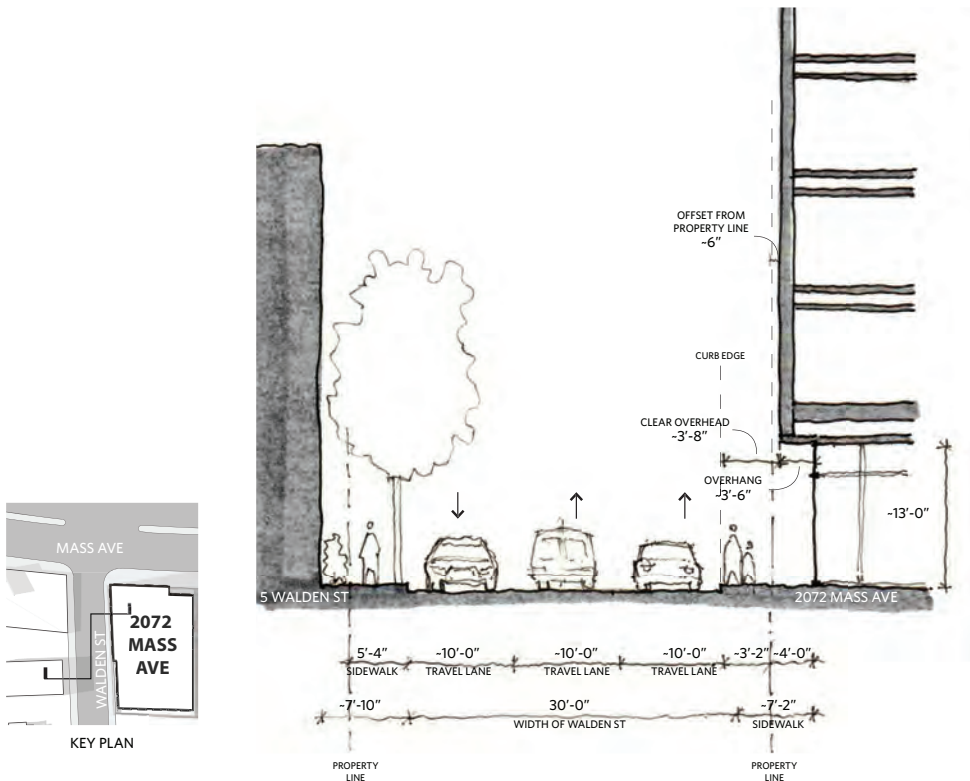 OFFSET FROM
PROPERTY LINE
~6”
CURB EDGE
CLEAR OVERHEAD
~3’-8”
OVERHANG
~3’-6”
~13’-0”
5 WALDEN ST
2072 MASS AVE
5’-4”
~10’-0”
~10’-0”
~10’-0”
~3’-2”
~4’-0”
SIDEWALK
TRAVEL LANE
TRAVEL LANE
TRAVEL LANE
~7’-10”
30’-0”
~7’-2”
WIDTH OF WALDEN ST
SIDEWALK
PROPERTY
LINE
PROPERTY
LINE
MASS AVE
WALDEN ST
2072
MASS
AVE
KEY PLAN